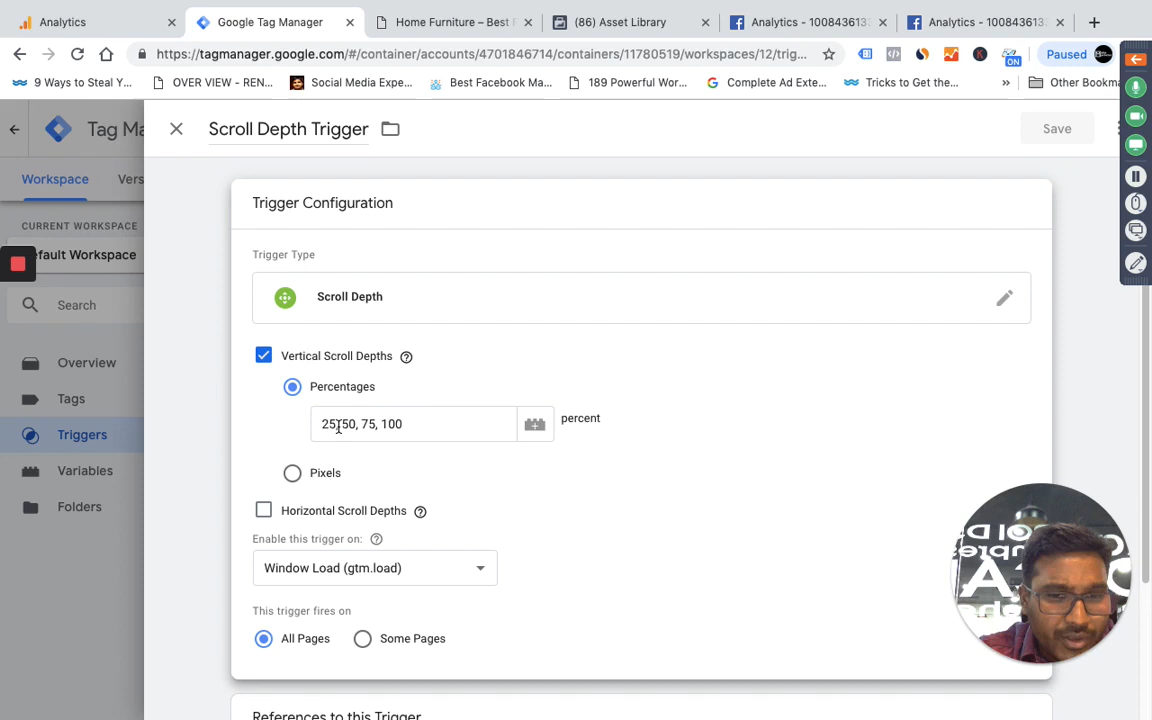 Analytics
Google Tag Manager
Home Furniture – Best F
(86) Asset Library
Analytics - 1008436133
Analytics - 1008436133
https://tagmanager.google.com/#/container/accounts/4701846714/containers/11780519/workspaces/12/trig...
ON
Paused
9 Ways to Steal Y...
OVER VIEW - REN...
Social Media Expe...
Best Facebook Ma...
189 Powerful Wor...
Complete Ad Exte...
Tricks to Get the...
»
Other Bookma
Tag Ma
Scroll Depth Trigger
Save
Workspace
Vers
CURRENT WORKSPACE
efault Workspace
Search
Overview
Tags
Triggers
Variables
Folders
Trigger Configuration
Trigger Type
Scroll Depth
Vertical Scroll Depths
Percentages
25, 50, 75, 100
percent
Pixels
Horizontal Scroll Depths
Enable this trigger on:
Window Load (gtm.load)
This trigger fires on
All Pages
Some Pages
References to this Trigger